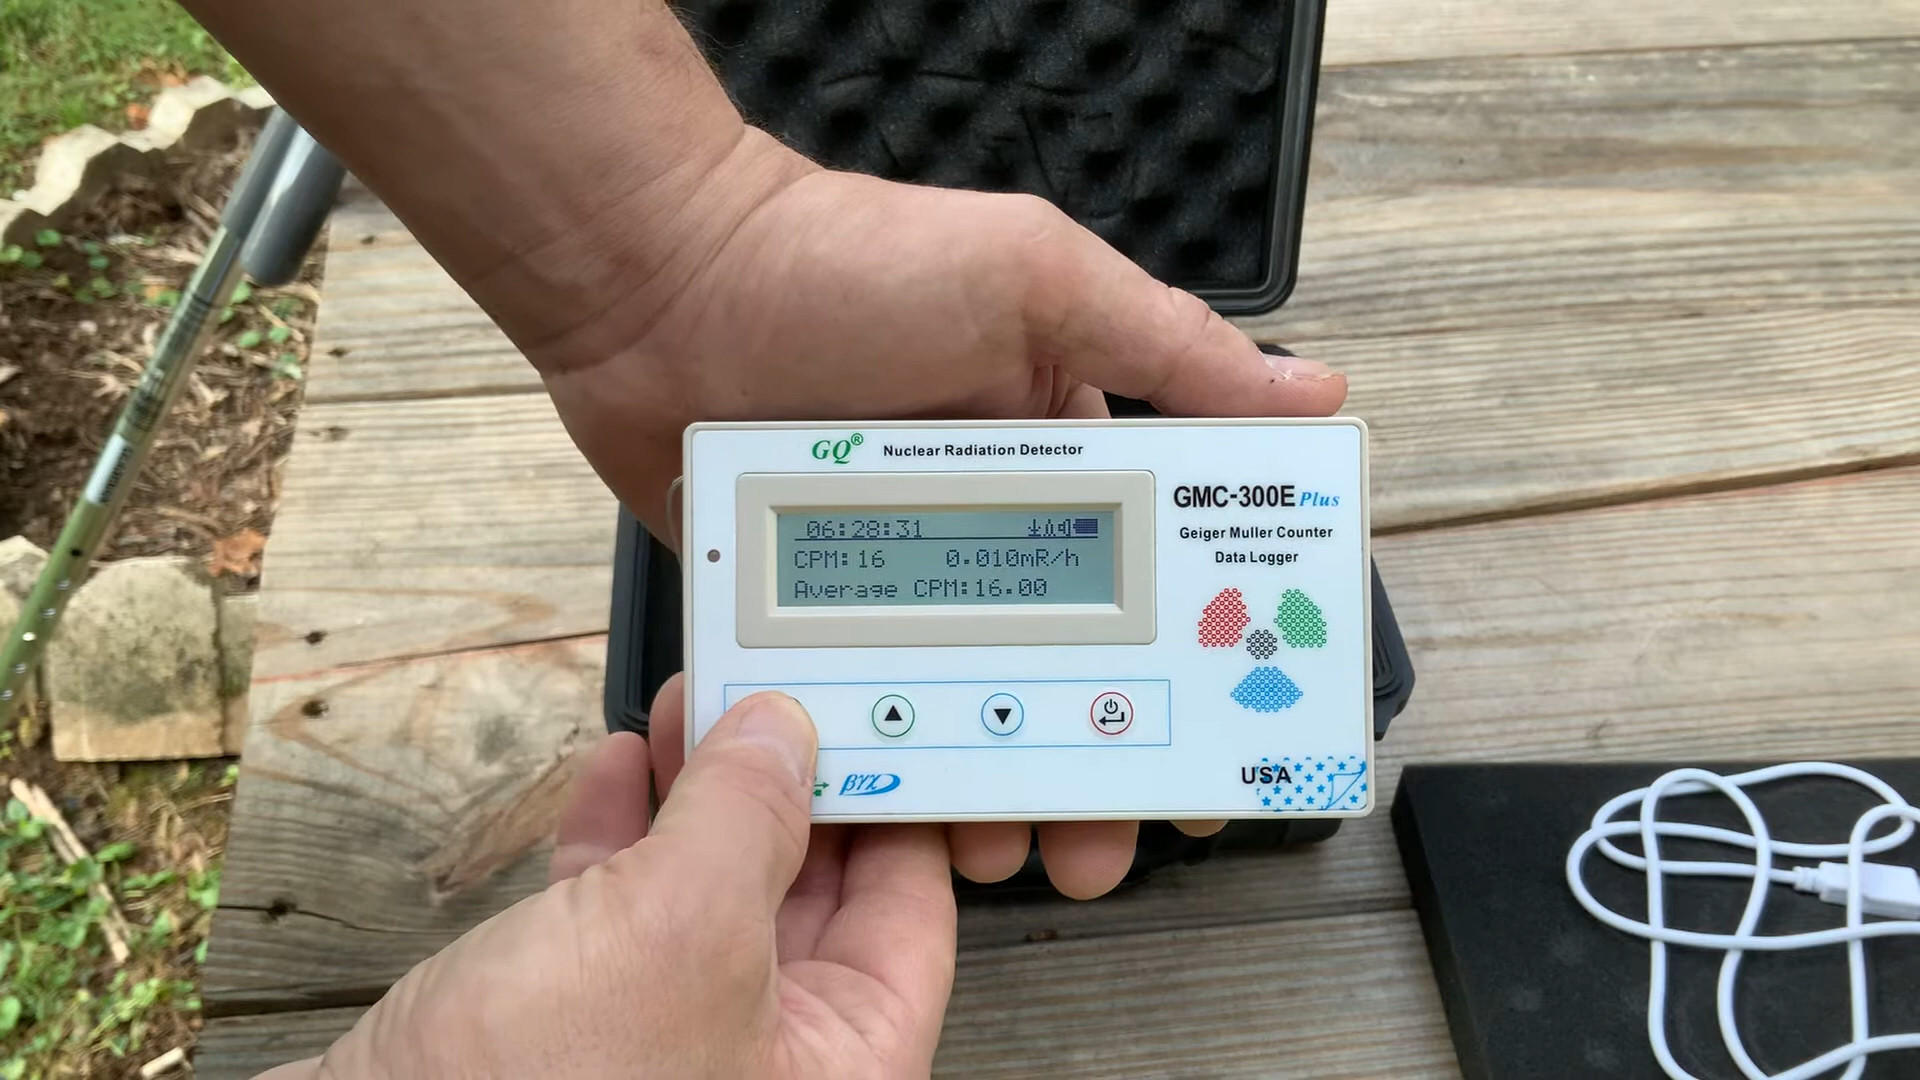 GQ® Nuclear Radiation Detector
06:28:31
CPM:16 0.010mR/h
Average CPM:16.00
GMC-300E Plus
Geiger Muller Counter
Data Logger
βγχ
USA